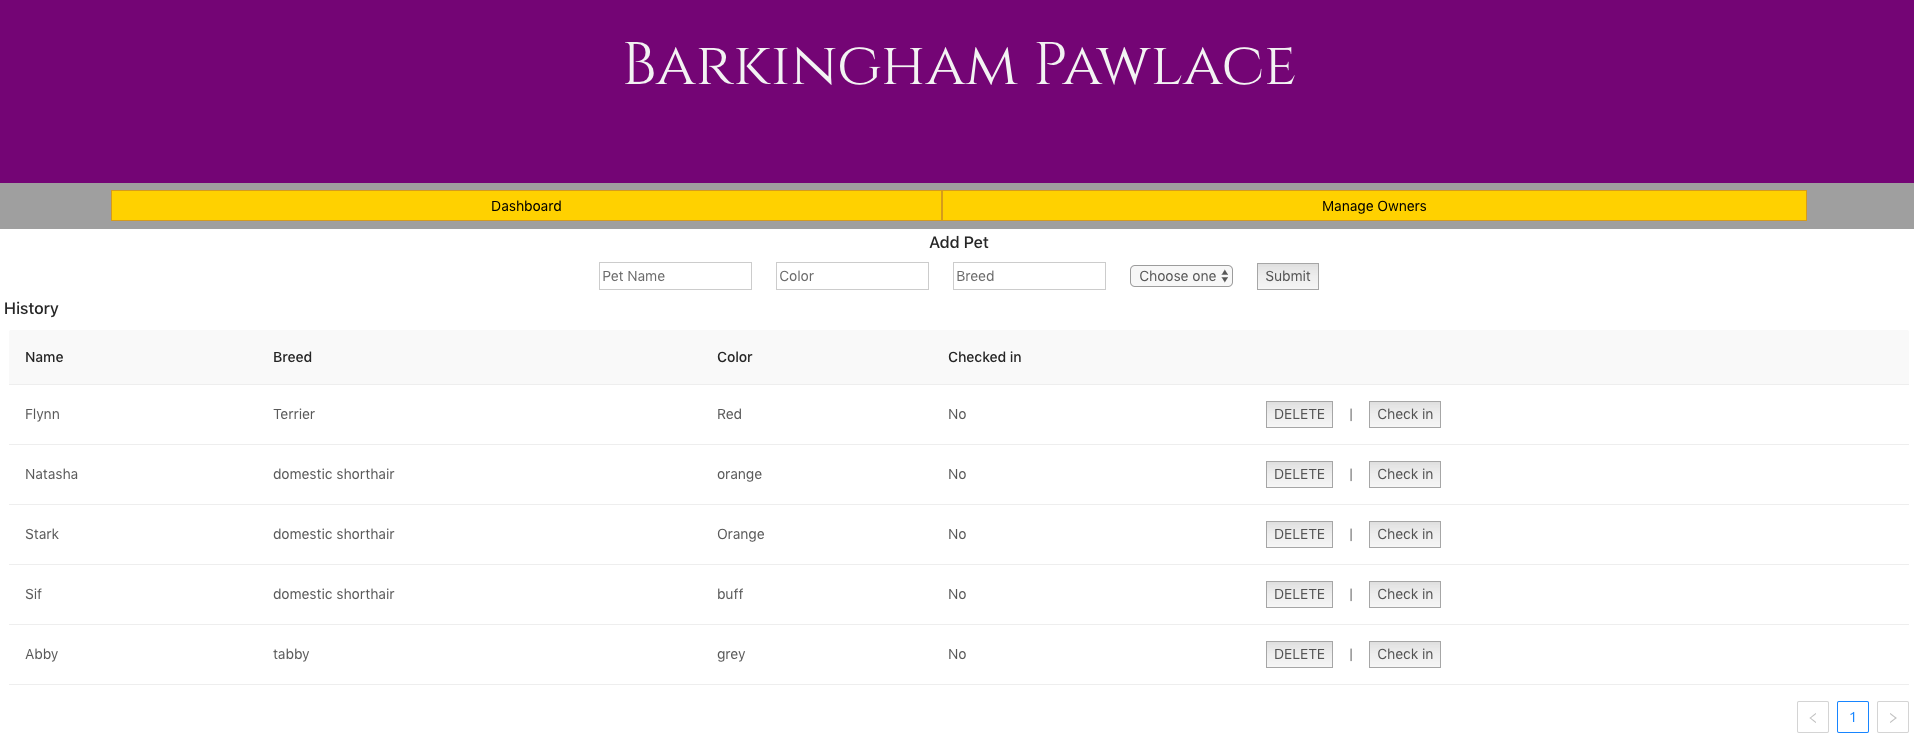 Barkingham Pawlace
Dashboard Manage Owners
Add Pet
Pet Name Color Breed Choose one Submit
History
Name Breed Color Checked in
Flynn Terrier Red No DELETE | Check in
Natasha domestic shorthair orange No DELETE | Check in
Stark domestic shorthair Orange No DELETE | Check in
Sif domestic shorthair buff No DELETE | Check in
Abby tabby grey No DELETE | Check in
< 1 >